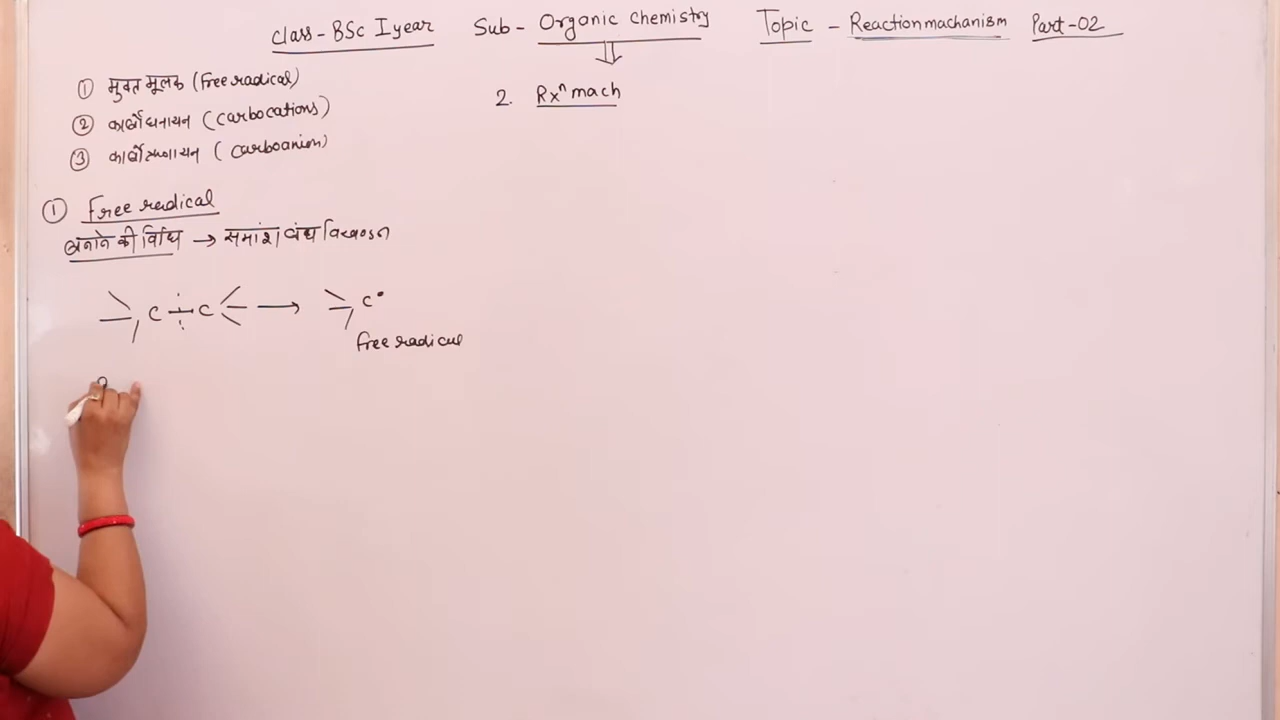 Class - BSc I year Sub - Organic Chemistry Topic - Reaction machanism Part-02
① मुक्त मूलक (free radical)
② कार्बोधनायन (carbocations)
③ कार्बोऋणायन (carboanion)
2. Rxⁿ mach
① Free radical
बनाने की विधि → समांश बंध विखण्डन
C C → C•
free radical